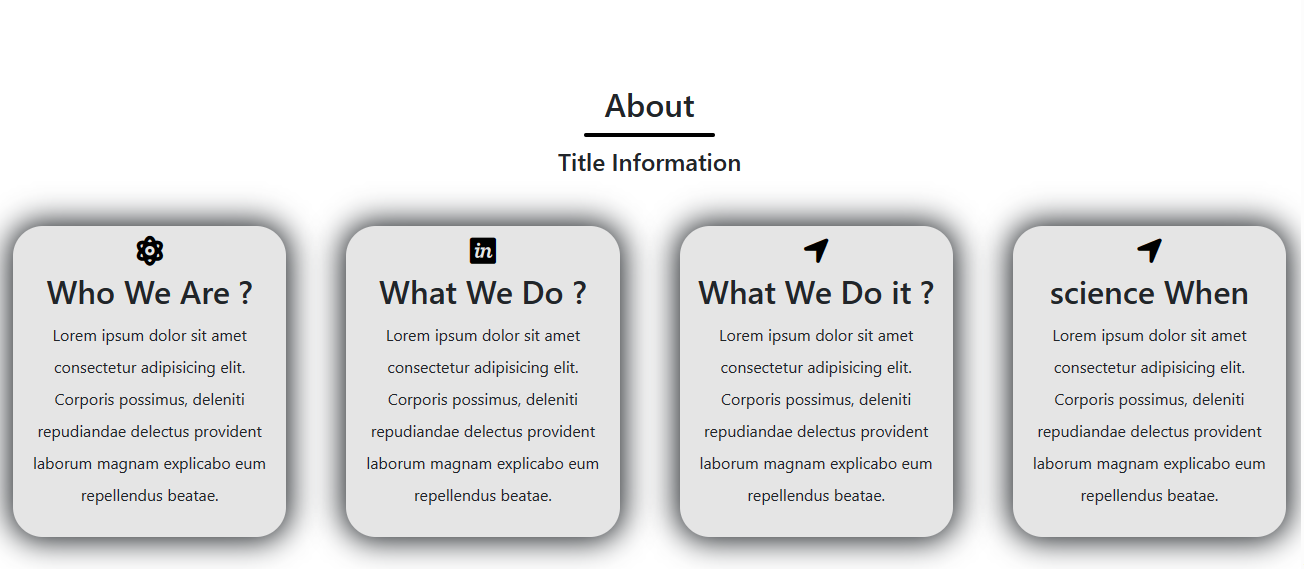 About
Title Information
in
Who We Are ?
Lorem ipsum dolor sit amet
consectetur adipisicing elit.
Corporis possimus, deleniti
repudiandae delectus provident
laborum magnam explicabo eum
repellendus beatae.
What We Do ?
Lorem ipsum dolor sit amet
consectetur adipisicing elit.
Corporis possimus, deleniti
repudiandae delectus provident
laborum magnam explicabo eum
repellendus beatae.
What We Do it ?
Lorem ipsum dolor sit amet
consectetur adipisicing elit.
Corporis possimus, deleniti
repudiandae delectus provident
laborum magnam explicabo eum
repellendus beatae.
science When
Lorem ipsum dolor sit amet
consectetur adipisicing elit.
Corporis possimus, deleniti
repudiandae delectus provident
laborum magnam explicabo eum
repellendus beatae.